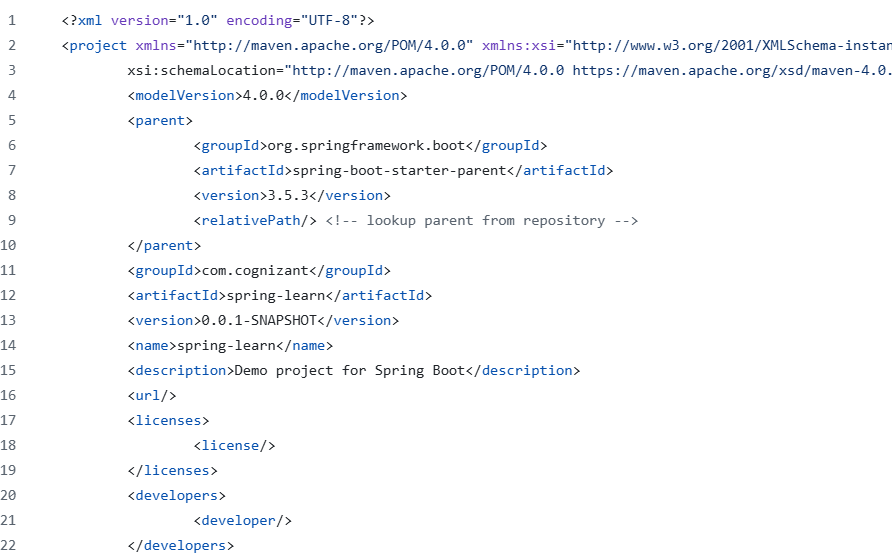 1 <?xml version="1.0" encoding="UTF-8"?>
2 <project xmlns="http://maven.apache.org/POM/4.0.0" xmlns:xsi="http://www.w3.org/2001/XMLSchema-instan
3 xsi:schemaLocation="http://maven.apache.org/POM/4.0.0 https://maven.apache.org/xsd/maven-4.0.
4 <modelVersion>4.0.0</modelVersion>
5 <parent>
6 <groupId>org.springframework.boot</groupId>
7 <artifactId>spring-boot-starter-parent</artifactId>
8 <version>3.5.3</version>
9 <relativePath/> <!-- lookup parent from repository -->
10 </parent>
11 <groupId>com.cognizant</groupId>
12 <artifactId>spring-learn</artifactId>
13 <version>0.0.1-SNAPSHOT</version>
14 <name>spring-learn</name>
15 <description>Demo project for Spring Boot</description>
16 <url/>
17 <licenses>
18 <license/>
19 </licenses>
20 <developers>
21 <developer/>
22 </developers>